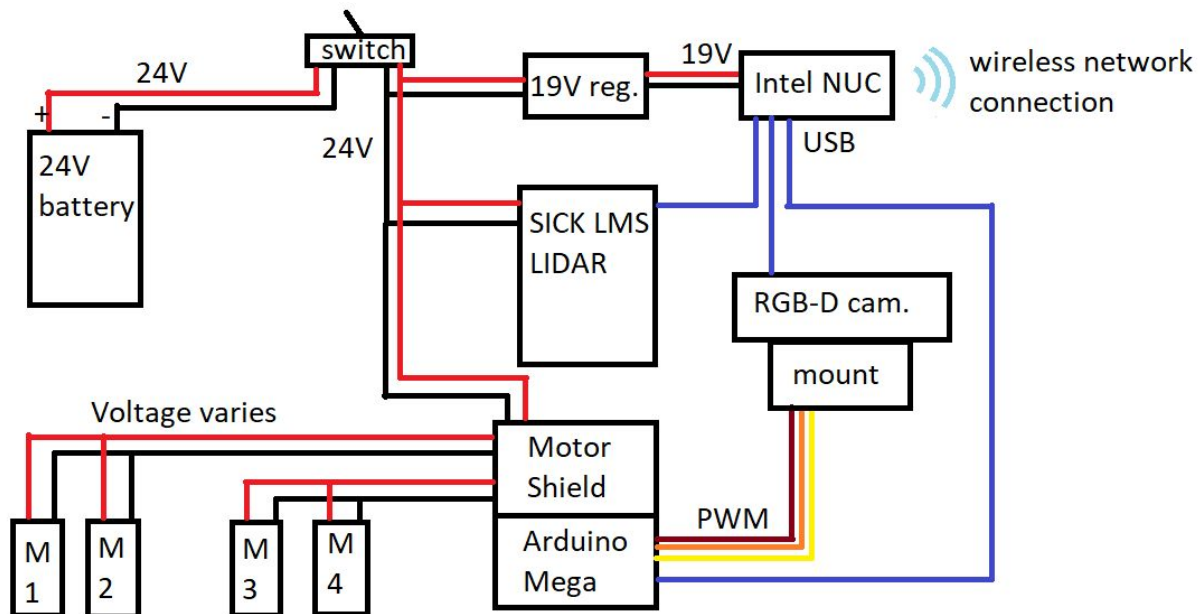 switch
24V
19V reg.
19V
Intel NUC
wireless network
connection
+
-
24V
battery
24V
USB
SICK LMS
LIDAR
RGB-D cam.
mount
Voltage varies
Motor
Shield
PWM
Arduino
Mega
M
1
M
2
M
3
M
4